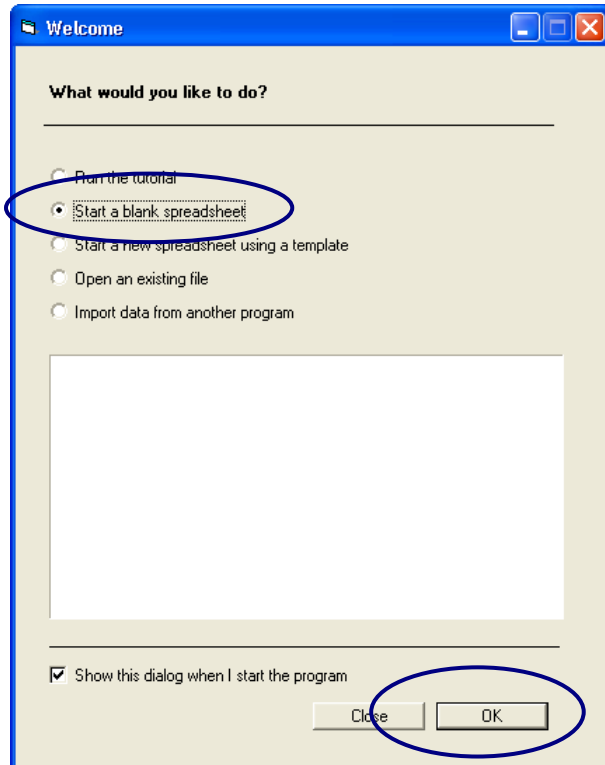 Welcome
What would you like to do?
Run the tutorial
Start a blank spreadsheet
Start a new spreadsheet using a template
Open an existing file
Import data from another program
Show this dialog when I start the program
Close
OK